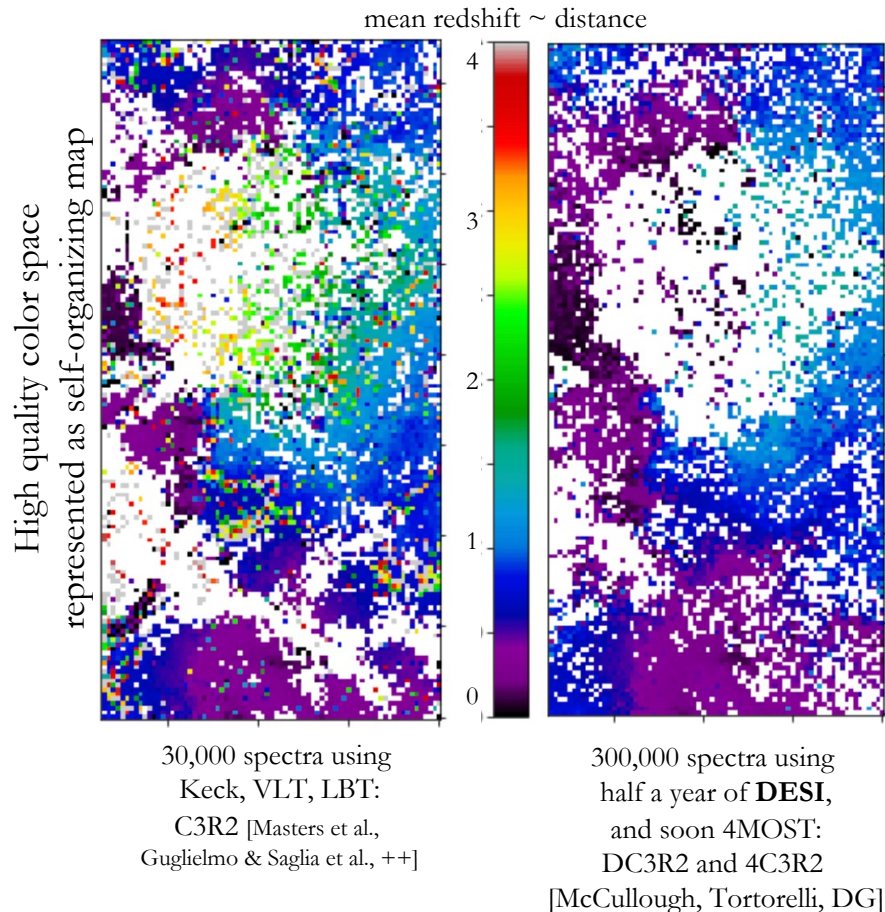 mean redshift ~ distance
High quality color space
represented as self-organizing map
4
3
2
1
0
30,000 spectra using
Keck, VLT, LBT:
C3R2 [Masters et al.,
Guglielmo & Saglia et al., ++]
300,000 spectra using
half a year of DESI,
and soon 4MOST:
DC3R2 and 4C3R2
[McCullough, Tortorelli, DG]